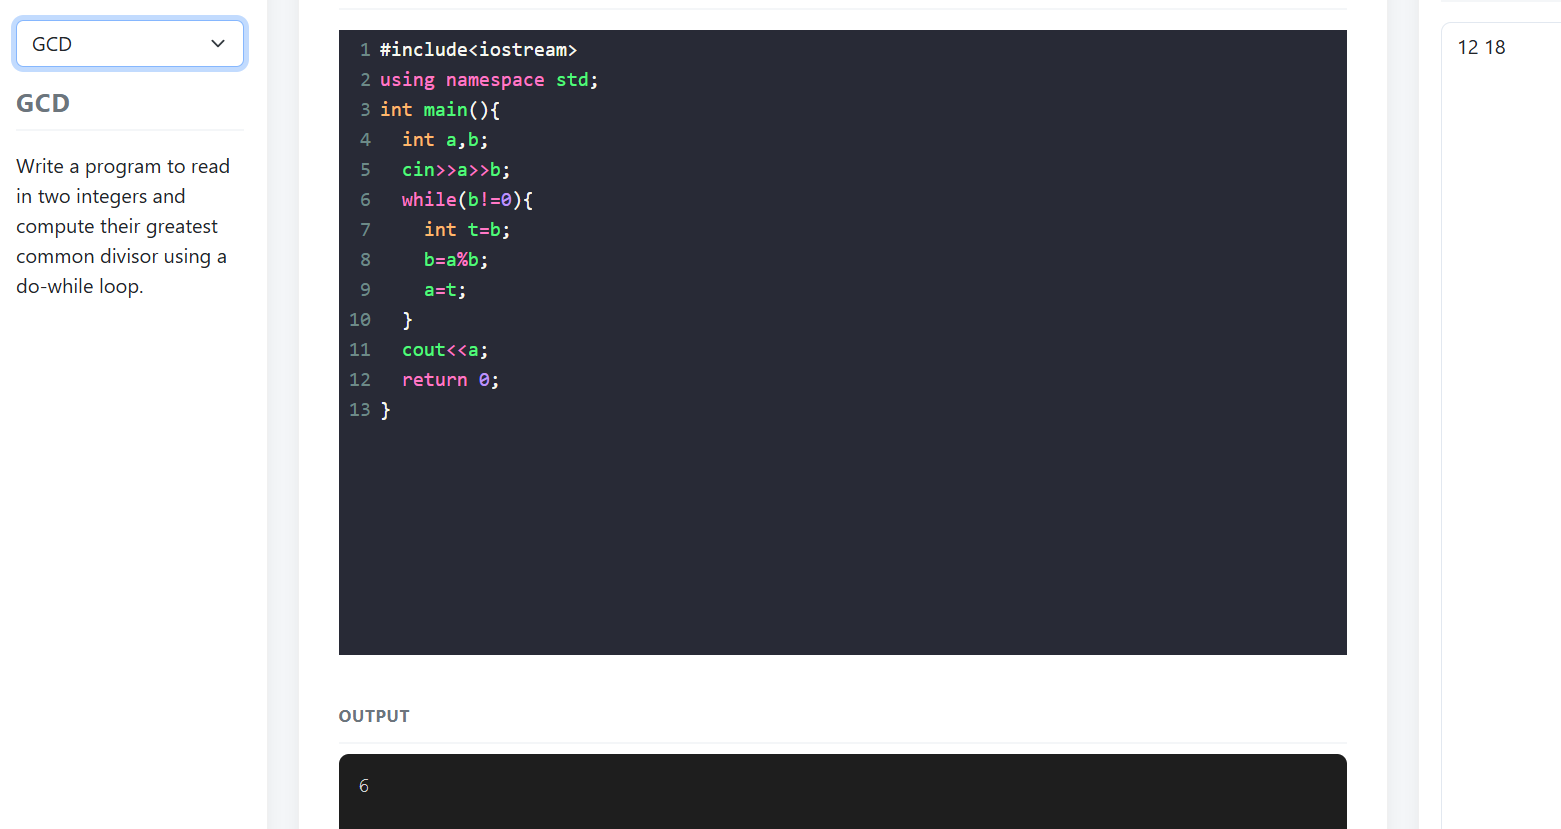 GCD
GCD
Write a program to read
in two integers and
compute their greatest
common divisor using a
do-while loop.
1 #include<iostream>
2 using namespace std;
3 int main(){
4   int a,b;
5   cin>>a>>b;
6   while(b!=0){
7     int t=b;
8     b=a%b;
9     a=t;
10   }
11   cout<<a;
12   return 0;
13 }
OUTPUT
6
12 18